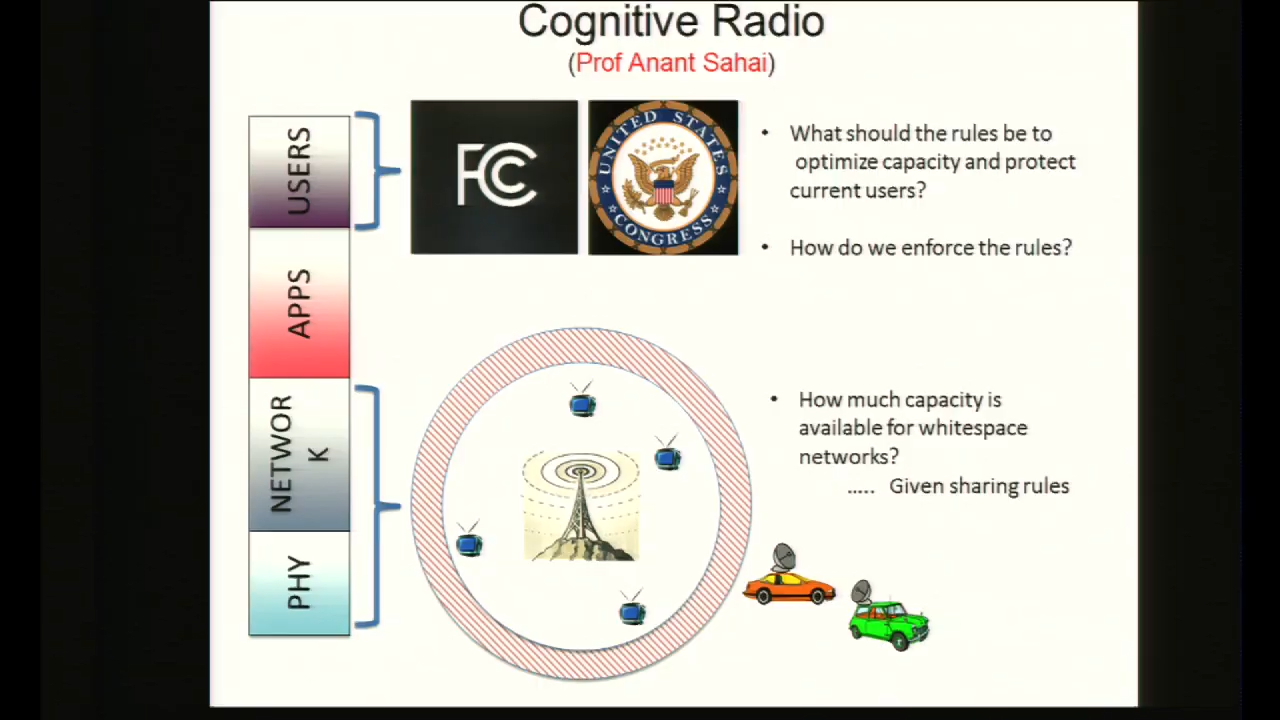 Cognitive Radio
(Prof Anant Sahai)
USERS
APPS
NETWOR
K
PHY
FCC
UNITED STATES
CONGRESS
• What should the rules be to
optimize capacity and protect
current users?
• How do we enforce the rules?
• How much capacity is
available for whitespace
networks?
..... Given sharing rules